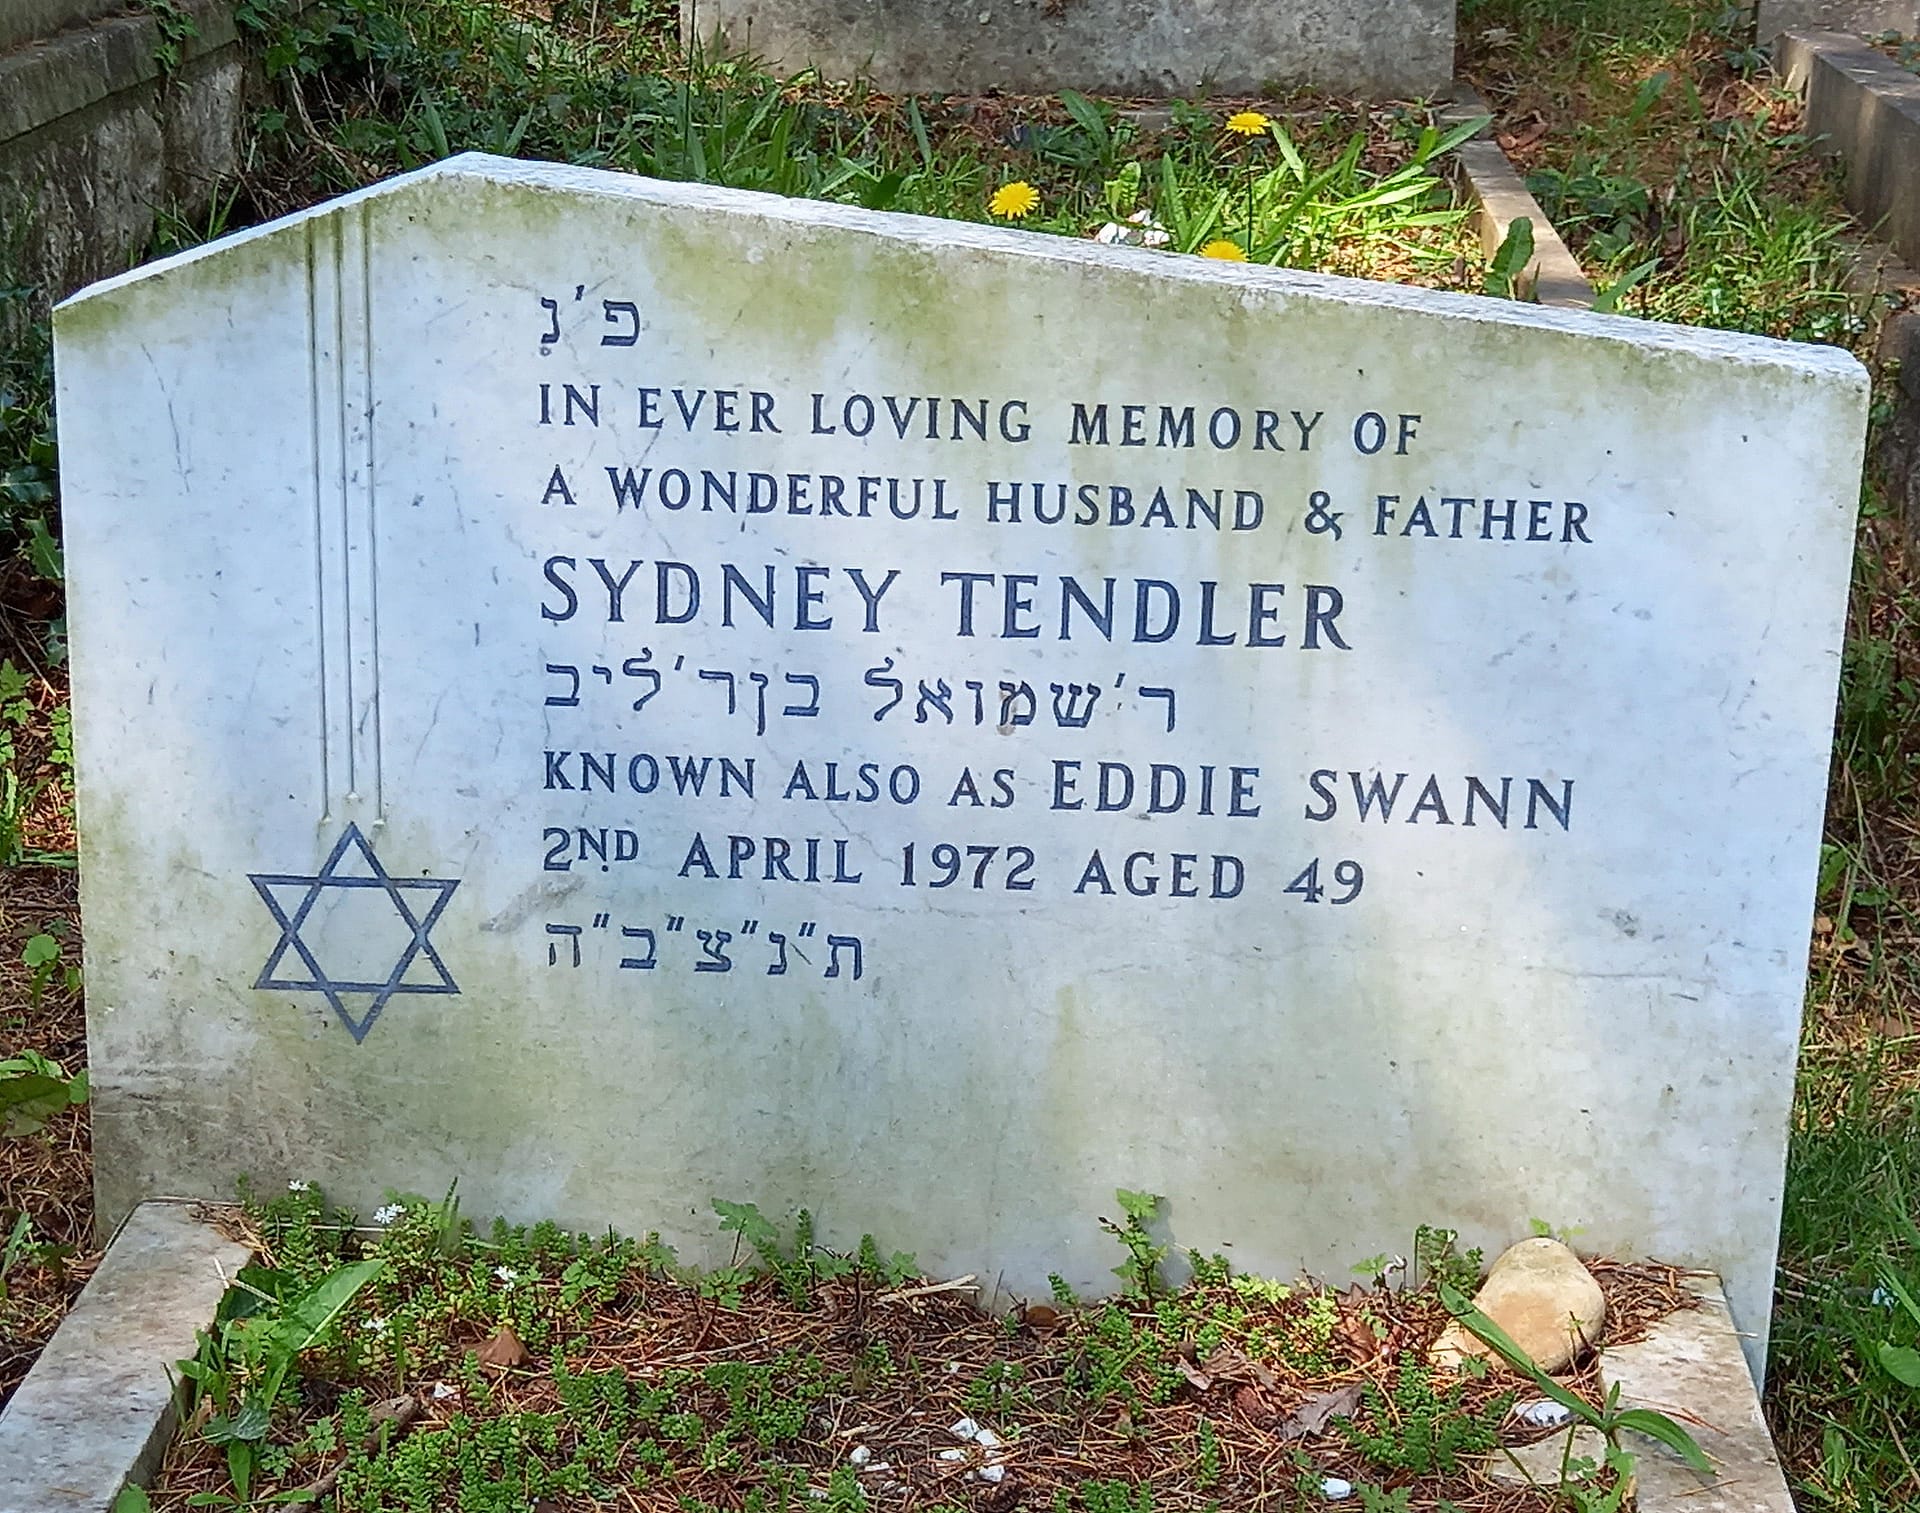 פ'נ
IN EVER LOVING MEMORY OF
A WONDERFUL HUSBAND & FATHER
SYDNEY TENDLER
ר'שמואל בן ר'ליב
KNOWN ALSO AS EDDIE SWANN
2ND APRIL 1972 AGED 49
ת"נ"צ"ב"ה